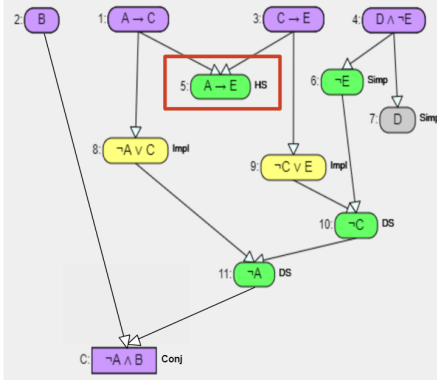 2: B
1: A → C
3: C → E
4: D ∧ ¬E
5: A → E HS
6: ¬E Simp
7: D Simp
8: ¬A ∨ C Impl
9: ¬C ∨ E Impl
10: ¬C DS
11: ¬A DS
C: ¬A ∧ B Conj